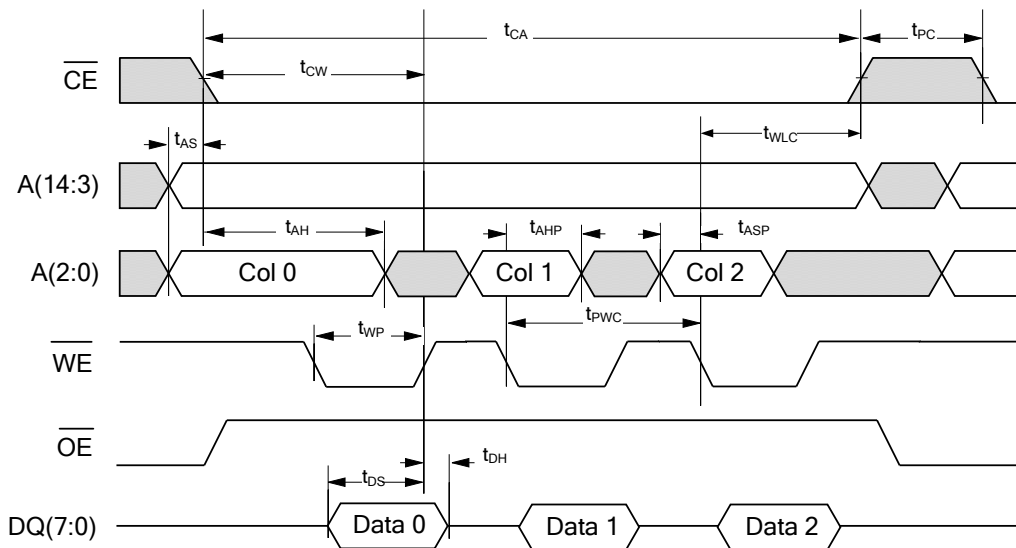 tCA
tPC
CE
tCW
tAS
tWLC
A(14:3)
tAH
tAHP
tASP
A(2:0)
Col 0
Col 1
Col 2
tPWC
tWP
WE
OE
tDS
tDH
DQ(7:0)
Data 0
Data 1
Data 2